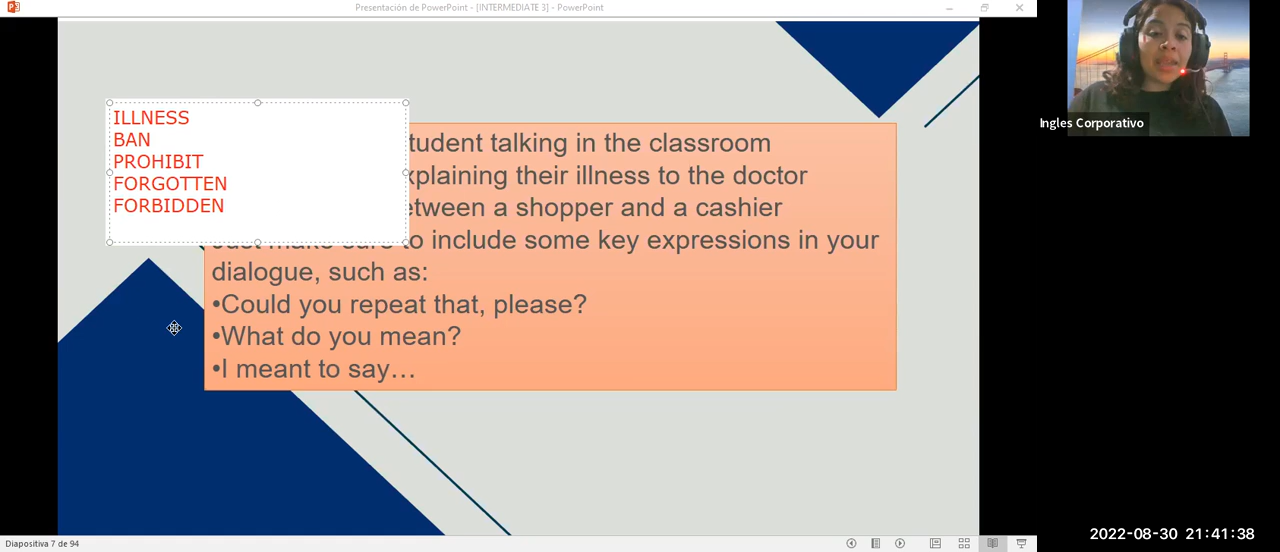 Presentación de PowerPoint - [INTERMEDIATE 3] - PowerPoint
ILLNESS
BAN
PROHIBIT
FORGOTTEN
FORBIDDEN
talking in the classroom
their illness to the doctor
a shopper and a cashier
to include some key expressions in your
dialogue, such as:
•Could you repeat that, please?
•What do you mean?
•I meant to say…
Ingles Corporativo
2022-08-30 21:41:38
Diapositiva 7 de 94